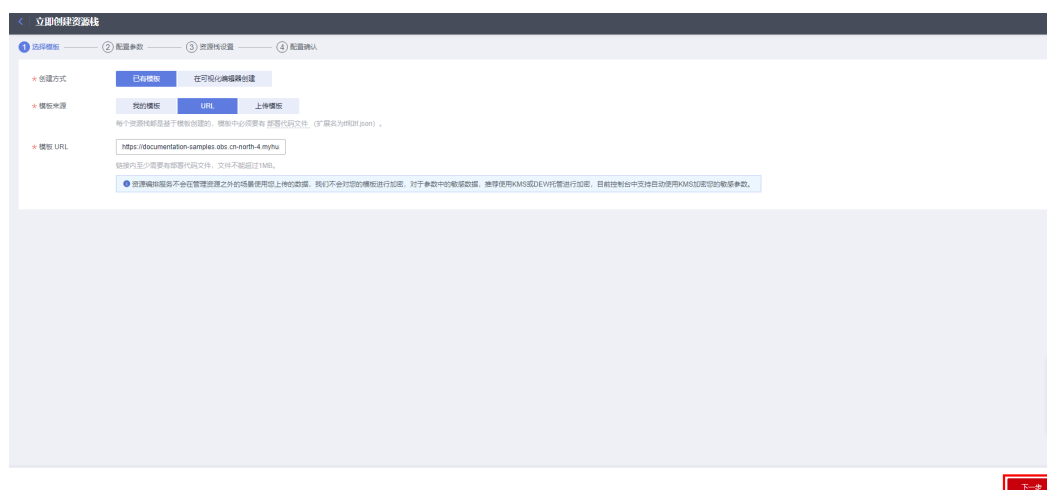 < 立即创建资源栈
1 选择模板 2 配置参数 3 资源栈设置 4 配置确认
* 创建方式 已有模板 在可视化编辑器创建
* 模板来源 我的模板 URL 上传模板
每个资源栈都是基于模板创建的，模板中必须要有 部署代码文件 （扩展名为tf和tf.json）。
* 模板 URL https://documentation-samples.obs.cn-north-4.myhu
链接内至少需要有部署代码文件，文件不能超过1MB。
资源编排服务不会在管理资源之外的场景使用您上传的数据，我们不会对您的模板进行加密，对于参数中的敏感数据，推荐使用KMS或DEW托管进行加密，目前控制台中支持自动使用KMS加密您的敏感参数。
下一步